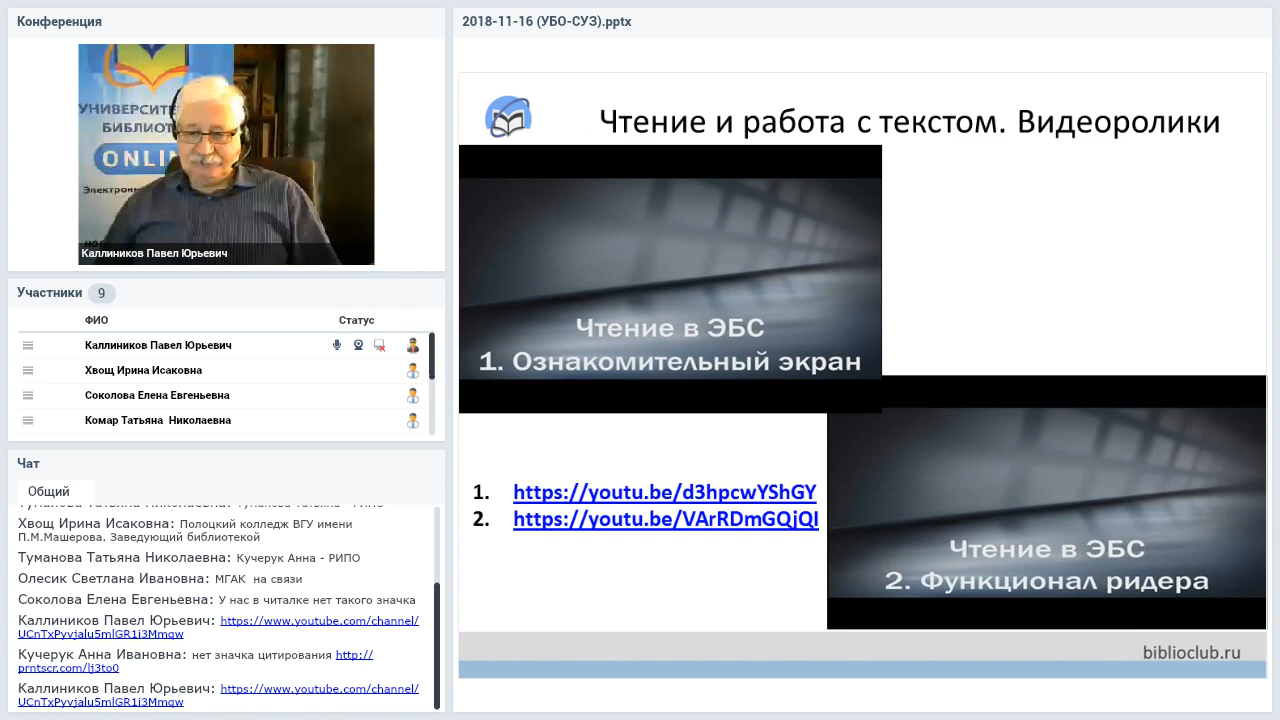 Конференция
УНИВЕРСИТЕ
БИБЛИОТ
ONLI
Электронн
Каллиников Павел Юрьевич
Участники 9
ФИО Статус
Каллиников Павел Юрьевич
Хвощ Ирина Исаковна
Соколова Елена Евгеньевна
Комар Татьяна Николаевна
Чат
Общий
Хвощ Ирина Исаковна: Полоцкий колледж ВГУ имени
П.М.Машерова. Заведующий библиотекой
Туманова Татьяна Николаевна: Кучерук Анна - РИПО
Олесик Светлана Ивановна: МГАК на связи
Соколова Елена Евгеньевна: У нас в читалке нет такого значка
Каллиников Павел Юрьевич: https://www.youtube.com/channel/
UCnTxPyvjalu5mlGR1i3Mmqw
Кучерук Анна Ивановна: нет значка цитирования http://
prntscr.com/lj3to0
Каллиников Павел Юрьевич: https://www.youtube.com/channel/
UCnTxPyvjalu5mlGR1i3Mmqw
2018-11-16 (УБО-СУЗ).pptx
Чтение и работа с текстом. Видеоролики
Чтение в ЭБС
1. Ознакомительный экран
1. https://youtu.be/d3hpcwYShGY
2. https://youtu.be/VArRDmGQjQI
Чтение в ЭБС
2. Функционал ридера
biblioclub.ru